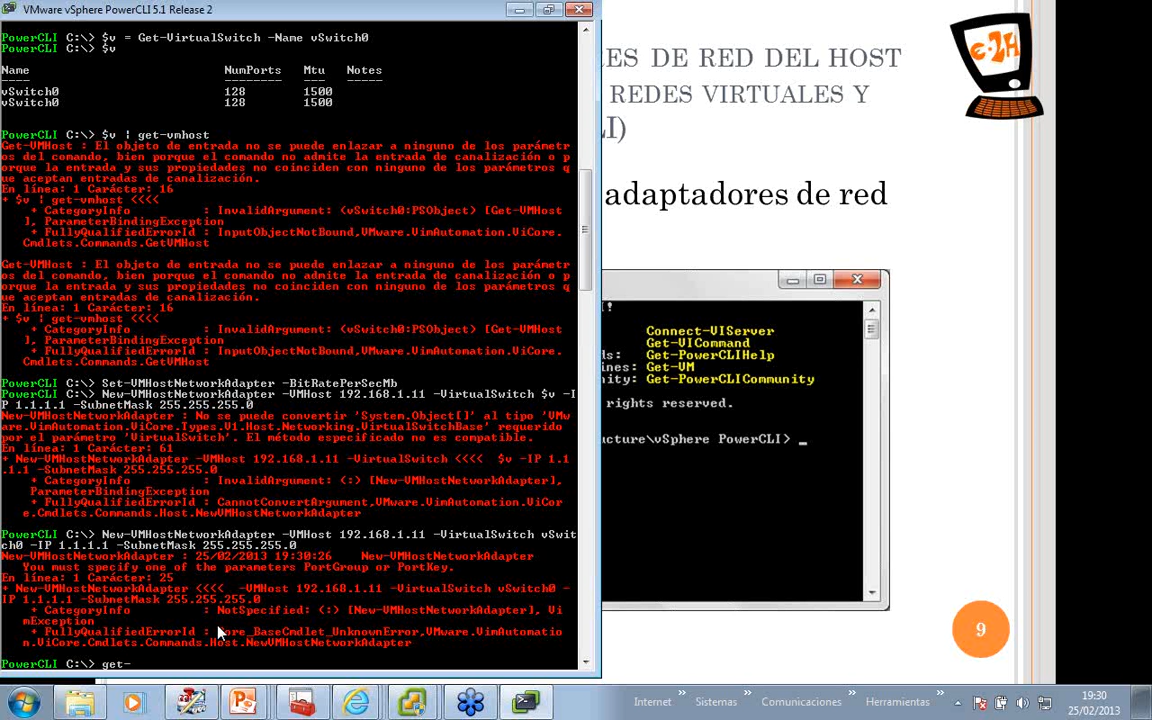 VMware vSphere PowerCLI 5.1 Release 2
PowerCLI C:\> $v = Get-VirtualSwitch -Name vSwitch0
PowerCLI C:\> $v
Name NumPorts Mtu Notes
---- -------- --- -----
vSwitch0 128 1500
vSwitch0 128 1500
PowerCLI C:\> $v | get-vmhost
Get-VMHost : El objeto de entrada no se puede enlazar a ninguno de los parámetr
os del comando, bien porque el comando no admite la entrada de canalización o p
orque la entrada y sus propiedades no coinciden con ninguno de los parámetros q
ue aceptan entradas de canalización.
En línea: 1 Carácter: 16
+ $v | get-vmhost <<<<
+ CategoryInfo : InvalidArgument: (vSwitch0:PSObject) [Get-VMHost
], ParameterBindingException
+ FullyQualifiedErrorId : InputObjectNotBound,VMware.VimAutomation.ViCore.
Cmdlets.Commands.GetVMHost
Get-VMHost : El objeto de entrada no se puede enlazar a ninguno de los parámetr
os del comando, bien porque el comando no admite la entrada de canalización o p
orque la entrada y sus propiedades no coinciden con ninguno de los parámetros q
ue aceptan entradas de canalización.
En línea: 1 Carácter: 16
+ $v | get-vmhost <<<<
+ CategoryInfo : InvalidArgument: (vSwitch0:PSObject) [Get-VMHost
], ParameterBindingException
+ FullyQualifiedErrorId : InputObjectNotBound,VMware.VimAutomation.ViCore.
Cmdlets.Commands.GetVMHost
PowerCLI C:\> Set-VMHostNetworkAdapter -BitRatePerSecMb
PowerCLI C:\> New-VMHostNetworkAdapter -VMHost 192.168.1.11 -VirtualSwitch $v -I
P 1.1.1.1 -SubnetMask 255.255.255.0
New-VMHostNetworkAdapter : No se puede convertir 'System.Object[]' al tipo 'VMw
are.VimAutomation.ViCore.Types.V1.Host.Networking.VirtualSwitchBase' requerido
por el parámetro 'VirtualSwitch'. El método especificado no es compatible.
En línea: 1 Carácter: 61
+ New-VMHostNetworkAdapter -VMHost 192.168.1.11 -VirtualSwitch <<<< $v -IP 1.1
.1.1 -SubnetMask 255.255.255.0
+ CategoryInfo : InvalidArgument: (:) [New-VMHostNetworkAdapter],
ParameterBindingException
+ FullyQualifiedErrorId : CannotConvertArgument,VMware.VimAutomation.ViCor
e.Cmdlets.Commands.Host.NewVMHostNetworkAdapter
PowerCLI C:\> New-VMHostNetworkAdapter -VMHost 192.168.1.11 -VirtualSwitch vSwit
ch0 -IP 1.1.1.1 -SubnetMask 255.255.255.0
New-VMHostNetworkAdapter : 25/02/2013 19:30:26 New-VMHostNetworkAdapter
You must specify one of the parameters PortGroup or PortKey.
En línea: 1 Carácter: 25
+ New-VMHostNetworkAdapter <<<< -VMHost 192.168.1.11 -VirtualSwitch vSwitch0 -
IP 1.1.1.1 -SubnetMask 255.255.255.0
+ CategoryInfo : NotSpecified: (:) [New-VMHostNetworkAdapter], Vi
mException
+ FullyQualifiedErrorId : Core_BaseCmdlet_UnknownError,VMware.VimAutomatio
n.ViCore.Cmdlets.Commands.Host.NewVMHostNetworkAdapter
PowerCLI C:\> get-
ES DE RED DEL HOST
REDES VIRTUALES Y
LI)
adaptadores de red
e-2H
!
Connect-VIServer
Get-VICommand
ds: Get-PowerCLIHelp
ines: Get-VM
nity: Get-PowerCLICommunity
rights reserved.
ucture\vSphere PowerCLI> _
9
Internet » Sistemas » Comunicaciones » Herramientas »
19:30
25/02/2013